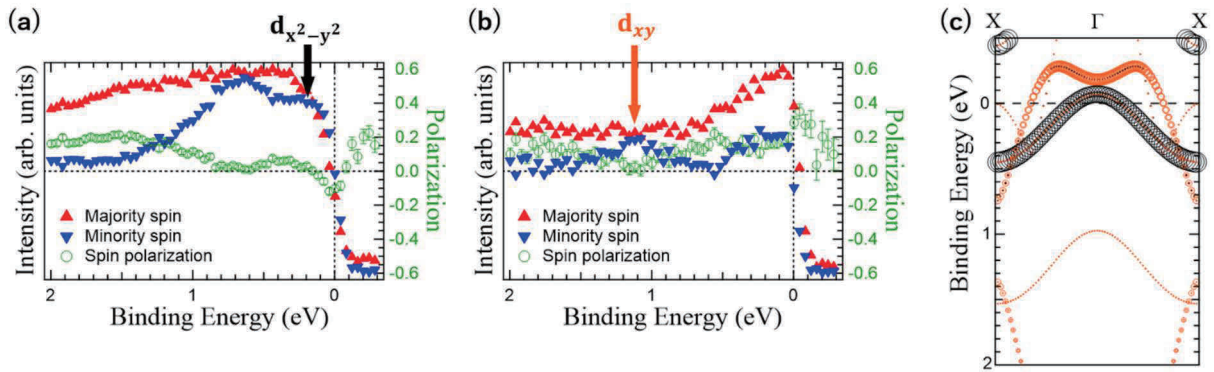 (a)
d_{x²−y²}
Intensity (arb. units)
0.6
0.4
0.2
0.0
-0.2
-0.4
-0.6
Polarization
Majority spin
Minority spin
Spin polarization
2
1
0
Binding Energy (eV)
(b)
d_{xy}
Intensity (arb. units)
0.6
0.4
0.2
0.0
-0.2
-0.4
-0.6
Polarization
Majority spin
Minority spin
Spin polarization
2
1
0
Binding Energy (eV)
(c)
X Γ X
Binding Energy (eV)
0
1
2